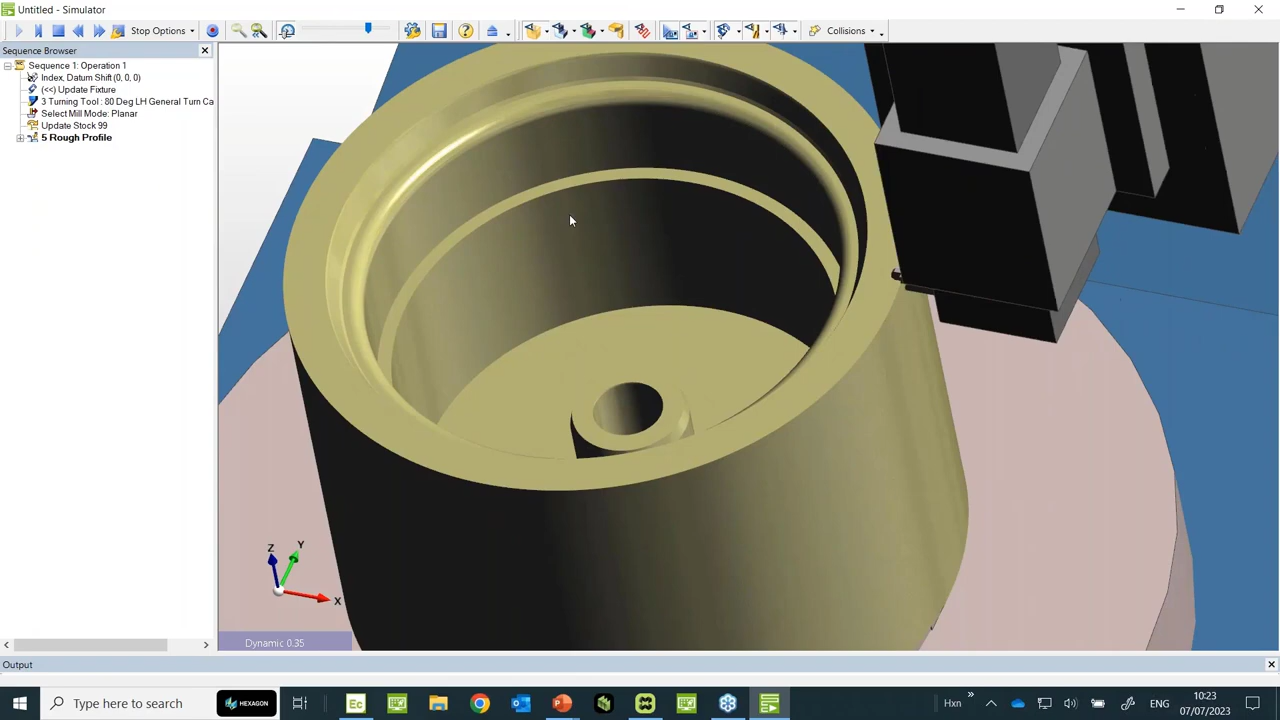 Untitled - Simulator
Stop Options
Collisions
Sequence Browser
Sequence 1: Operation 1
Index, Datum Shift(0, 0, 0)
(<<) Update Fixture
3 Turning Tool : 80 Deg LH General Turn Ca
Select Mill Mode: Planar
Update Stock 99
5 Rough Profile
Z
Y
X
Dynamic 0.35
Output
Type here to search
HEXAGON
Ec
Hxn
»
ENG
10:23
07/07/2023